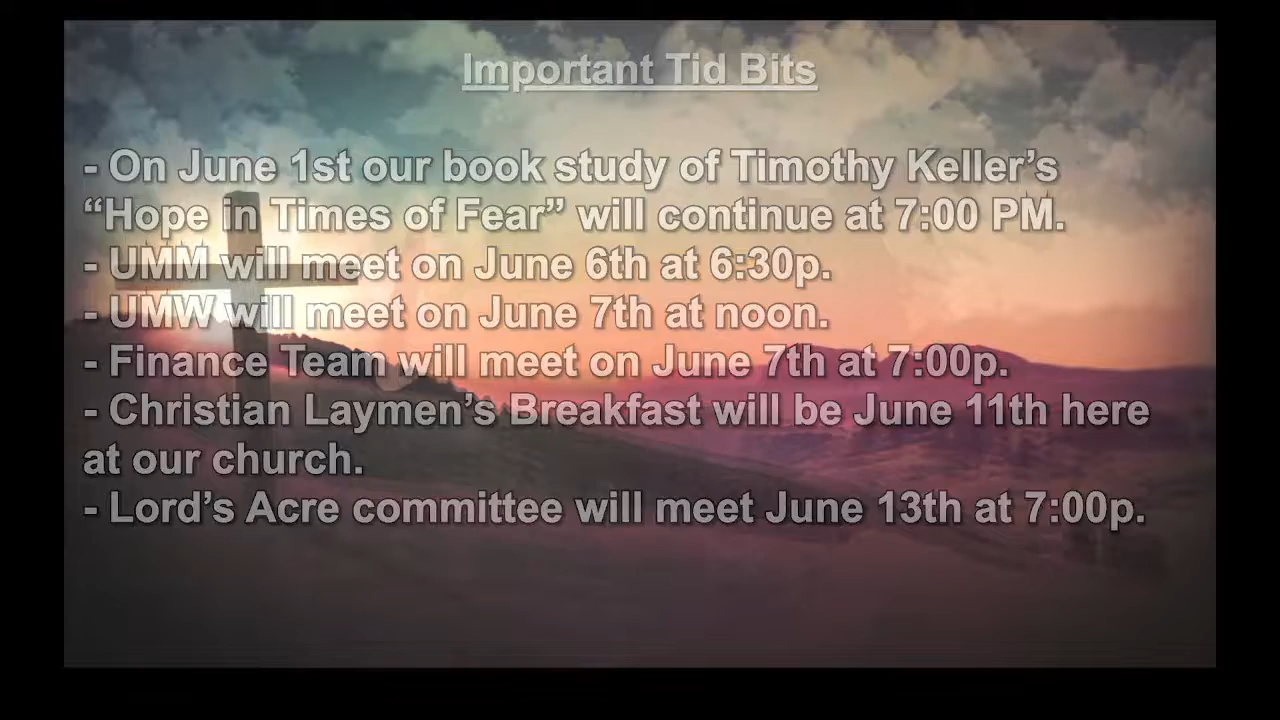 Important Tid Bits
- On June 1st our book study of Timothy Keller’s
“Hope in Times of Fear” will continue at 7:00 PM.
- UMM will meet on June 6th at 6:30p.
- UMW will meet on June 7th at noon.
- Finance Team will meet on June 7th at 7:00p.
- Christian Laymen’s Breakfast will be June 11th here
at our church.
- Lord’s Acre committee will meet June 13th at 7:00p.